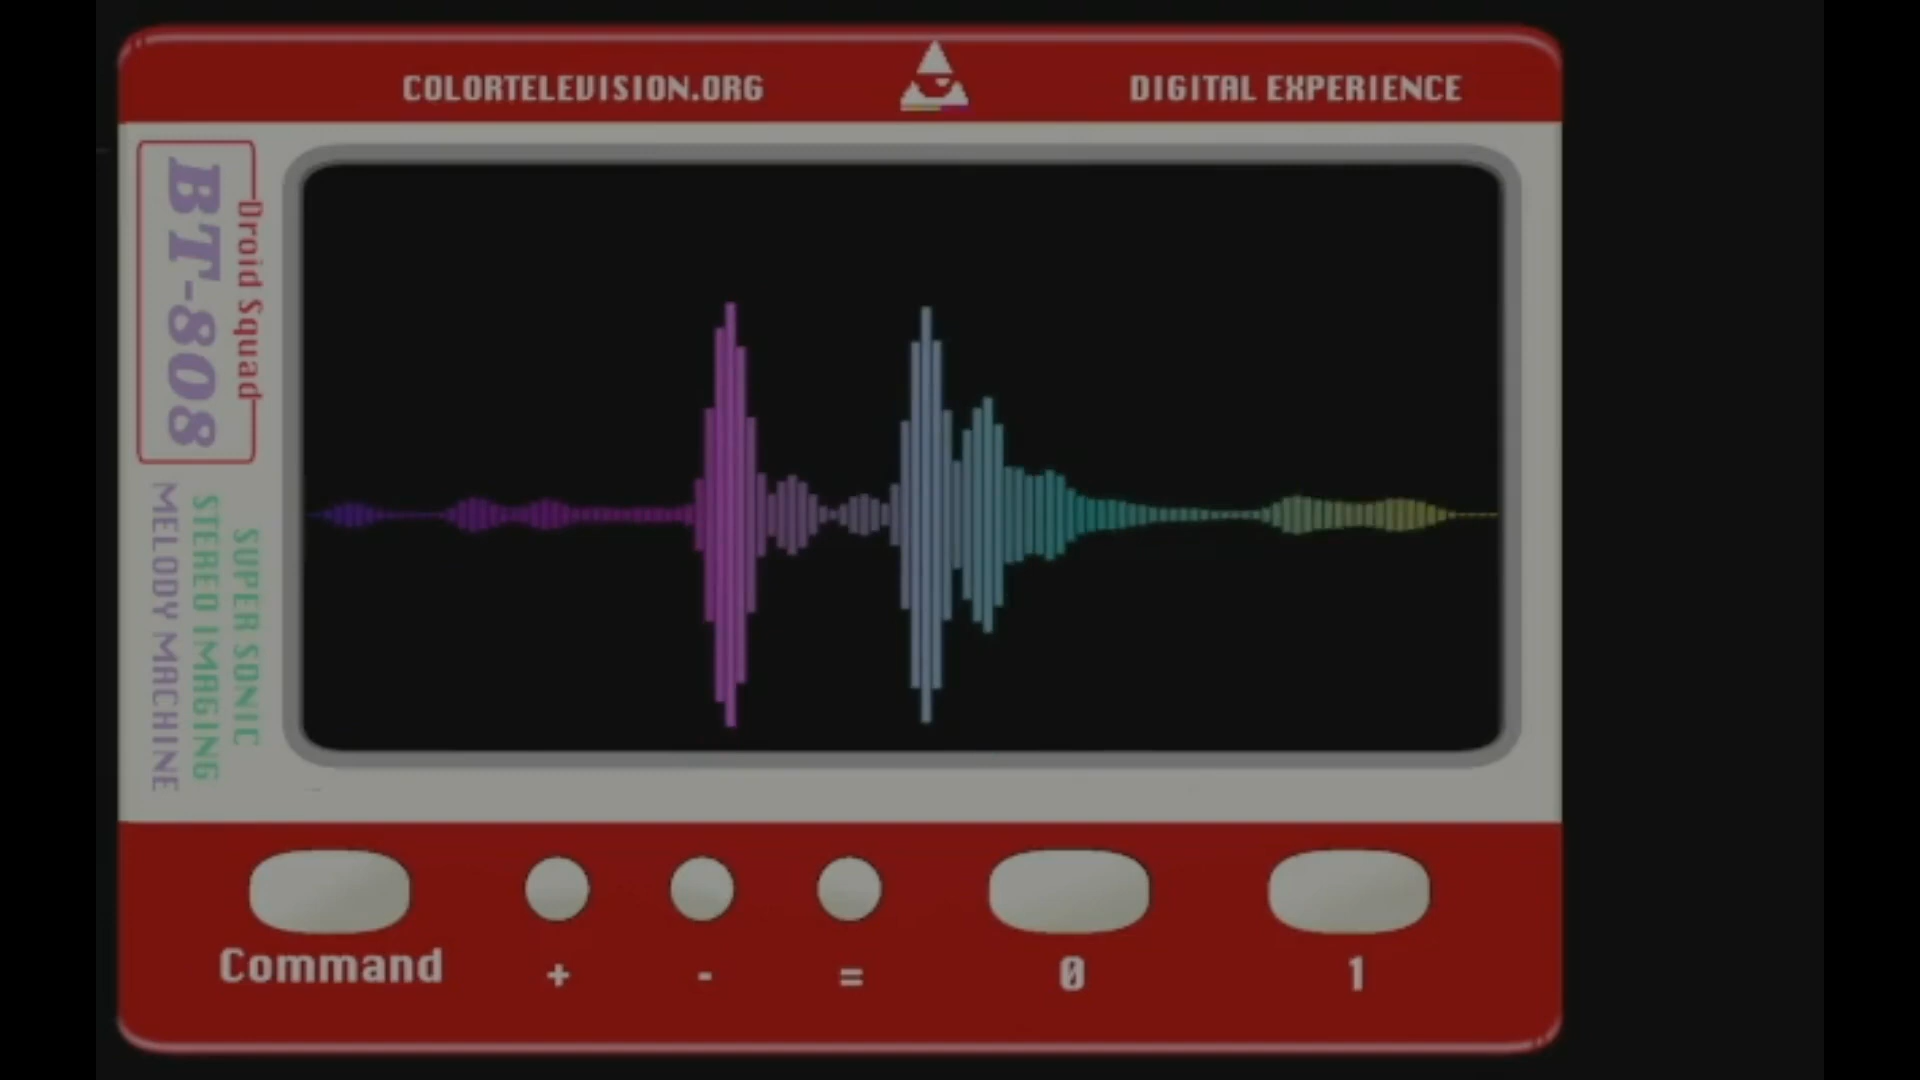 COLORTELEVISION.ORG
DIGITAL EXPERIENCE
Droid Squad
BT-808
SUPER SONIC
STEREO IMAGING
MELODY MACHINE
Command
+
-
=
0
1